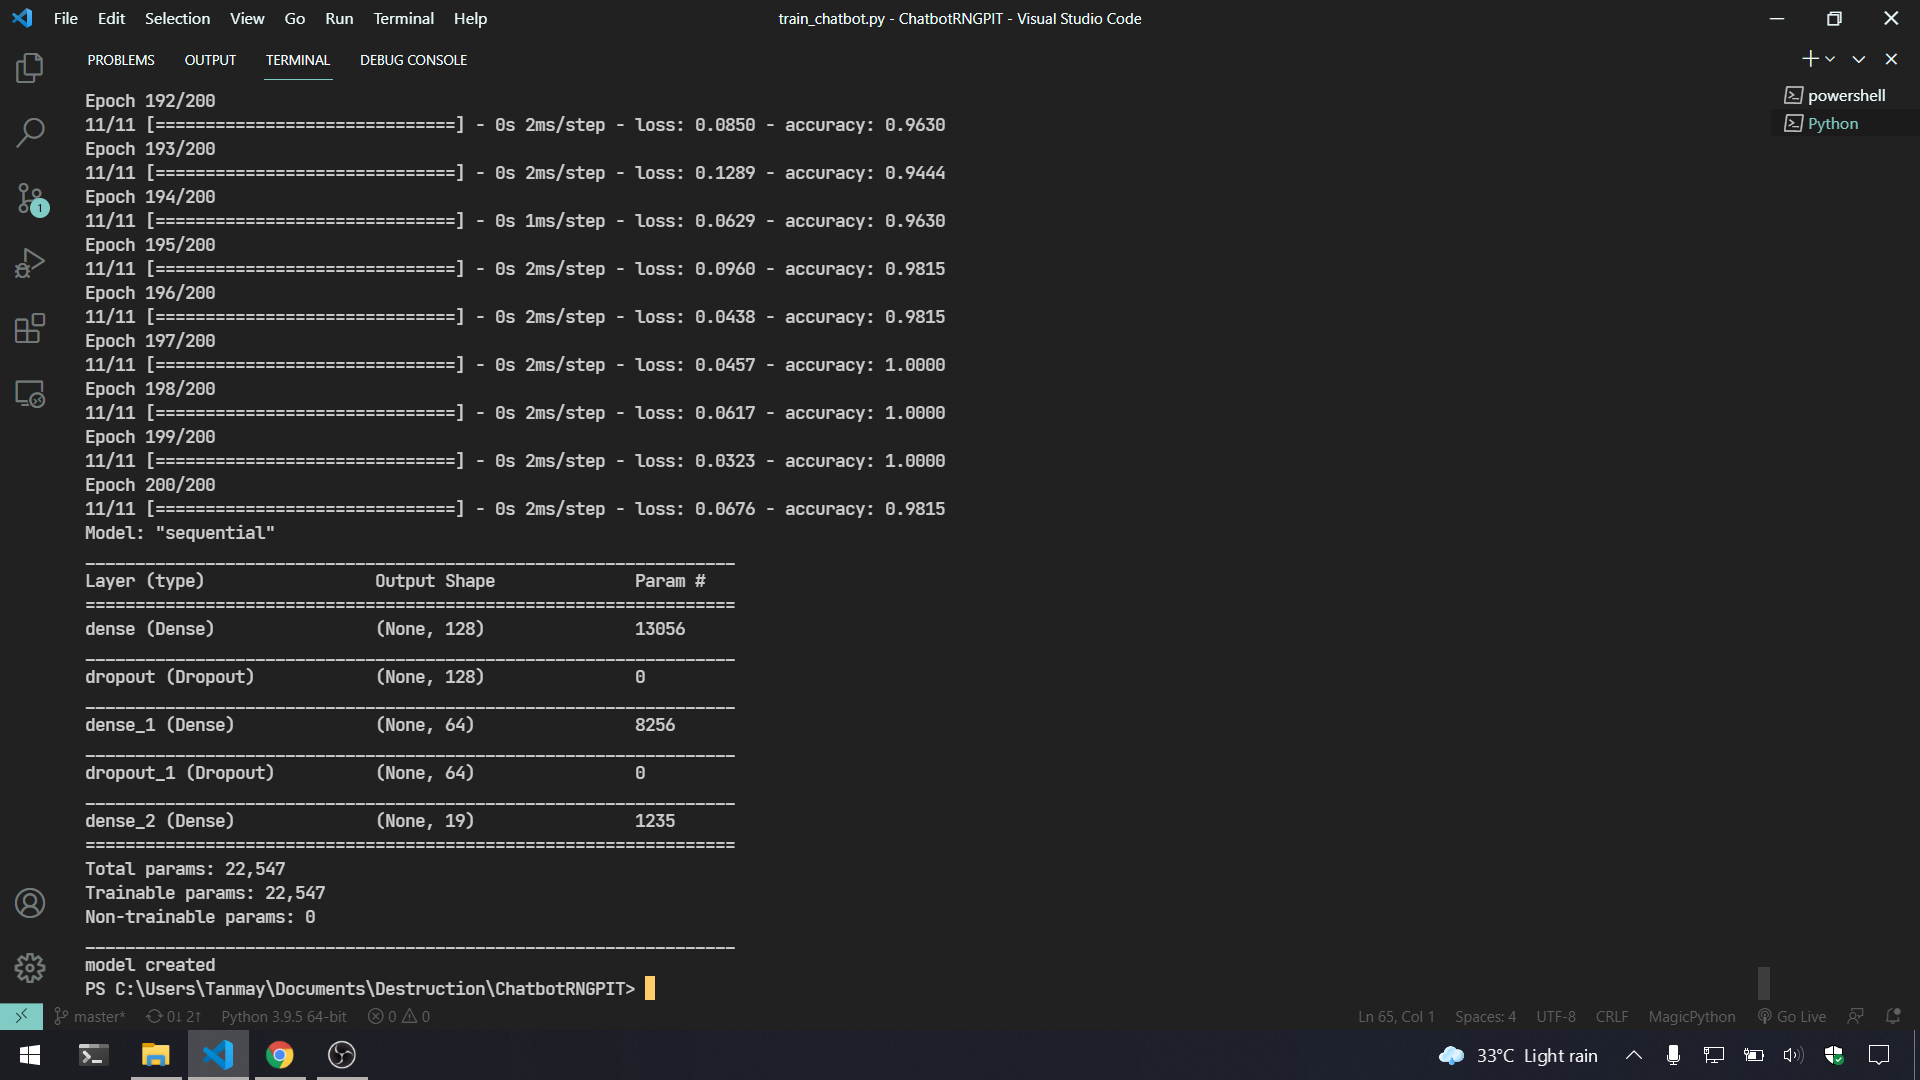 File Edit Selection View Go Run Terminal Help
train_chatbot.py - ChatbotRNGPIT - Visual Studio Code
PROBLEMS OUTPUT TERMINAL DEBUG CONSOLE
powershell
Python
1
Epoch 192/200
11/11 [==============================] - 0s 2ms/step - loss: 0.0850 - accuracy: 0.9630
Epoch 193/200
11/11 [==============================] - 0s 2ms/step - loss: 0.1289 - accuracy: 0.9444
Epoch 194/200
11/11 [==============================] - 0s 1ms/step - loss: 0.0629 - accuracy: 0.9630
Epoch 195/200
11/11 [==============================] - 0s 2ms/step - loss: 0.0960 - accuracy: 0.9815
Epoch 196/200
11/11 [==============================] - 0s 2ms/step - loss: 0.0438 - accuracy: 0.9815
Epoch 197/200
11/11 [==============================] - 0s 2ms/step - loss: 0.0457 - accuracy: 1.0000
Epoch 198/200
11/11 [==============================] - 0s 2ms/step - loss: 0.0617 - accuracy: 1.0000
Epoch 199/200
11/11 [==============================] - 0s 2ms/step - loss: 0.0323 - accuracy: 1.0000
Epoch 200/200
11/11 [==============================] - 0s 2ms/step - loss: 0.0676 - accuracy: 0.9815
Model: "sequential"
_________________________________________________________________
Layer (type) Output Shape Param #
=================================================================
dense (Dense) (None, 128) 13056
_________________________________________________________________
dropout (Dropout) (None, 128) 0
_________________________________________________________________
dense_1 (Dense) (None, 64) 8256
_________________________________________________________________
dropout_1 (Dropout) (None, 64) 0
_________________________________________________________________
dense_2 (Dense) (None, 19) 1235
=================================================================
Total params: 22,547
Trainable params: 22,547
Non-trainable params: 0
_________________________________________________________________
model created
PS C:\Users\Tanmay\Documents\Destruction\ChatbotRNGPIT>
master* 0↓ 2↑ Python 3.9.5 64-bit 0 0 Ln 65, Col 1 Spaces: 4 UTF-8 CRLF MagicPython Go Live
33°C Light rain